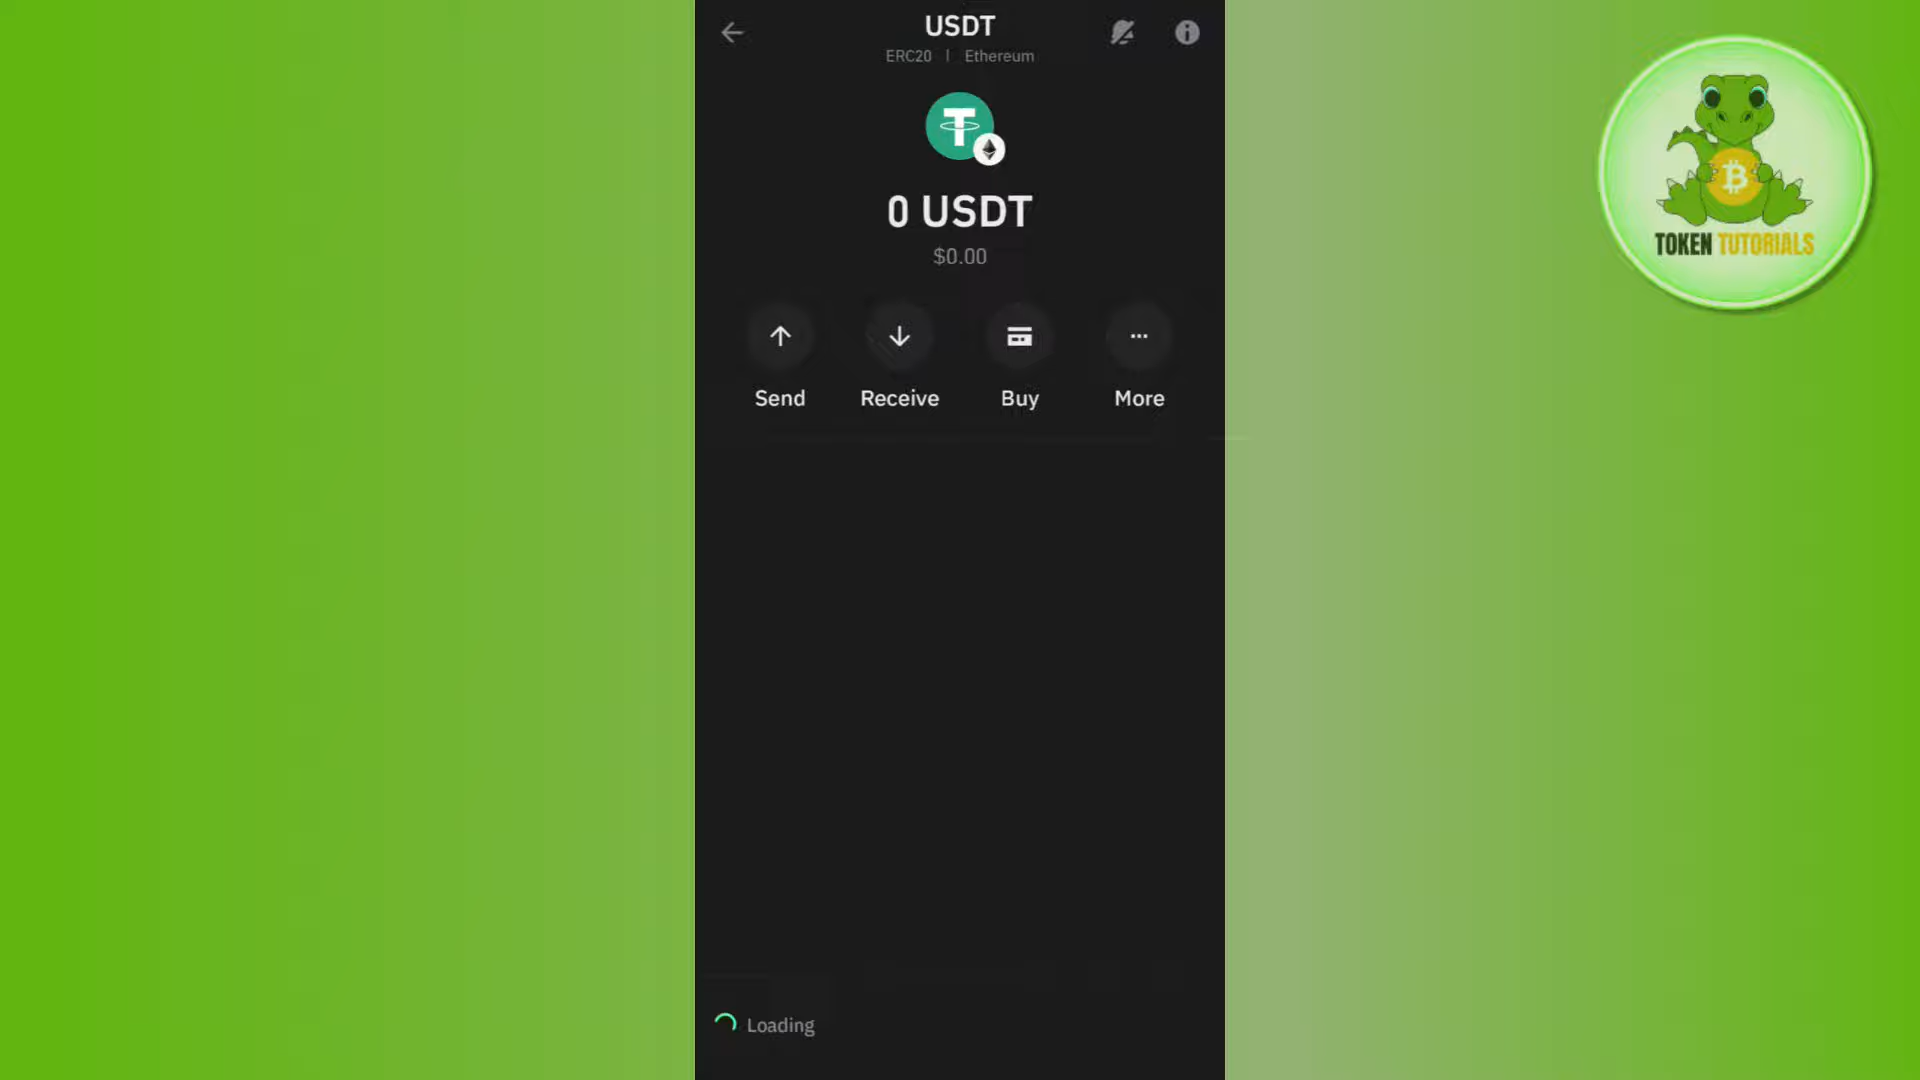 USDT
ERC20 | Ethereum
0 USDT
$0.00
Send Receive Buy More
Loading
TOKEN TUTORIALS